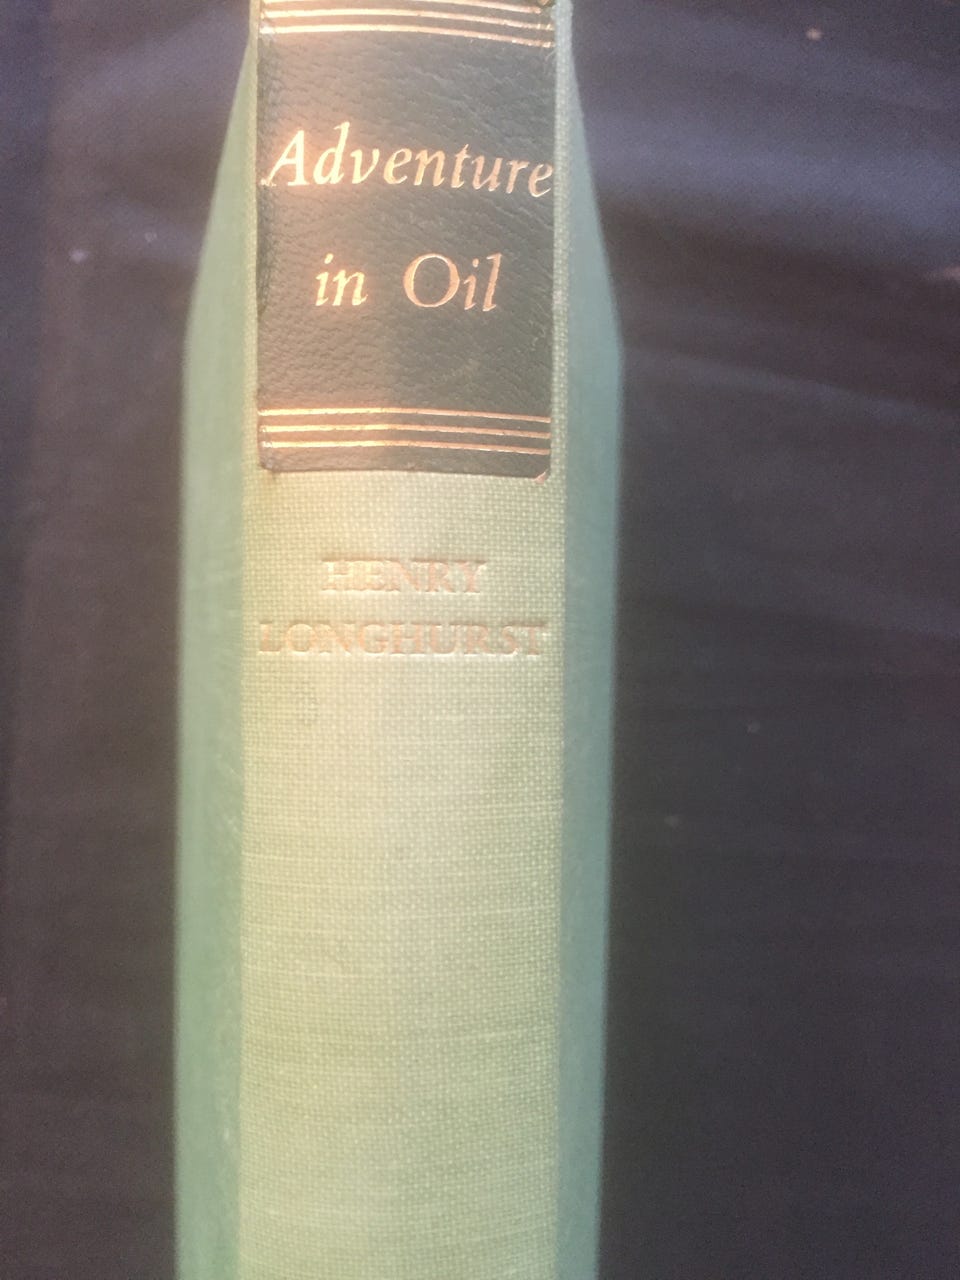 Adventure
in Oil
HENRY
LONGHURST